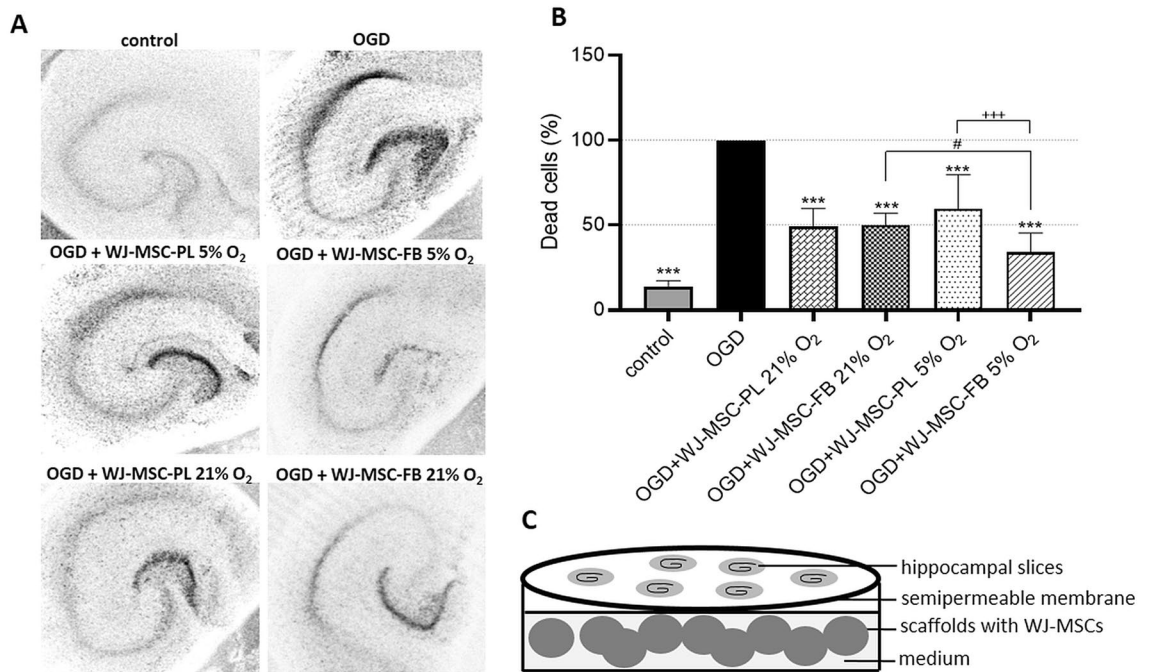 A
control
OGD
OGD + WJ-MSC-PL 5% O₂
OGD + WJ-MSC-FB 5% O₂
OGD + WJ-MSC-PL 21% O₂
OGD + WJ-MSC-FB 21% O₂
B
Dead cells (%)
150
100
50
0
***
***
***
***
***
#
+++
control
OGD
OGD+WJ-MSC-PL 21% O₂
OGD+WJ-MSC-FB 21% O₂
OGD+WJ-MSC-PL 5% O₂
OGD+WJ-MSC-FB 5% O₂
C
hippocampal slices
semipermeable membrane
scaffolds with WJ-MSCs
medium